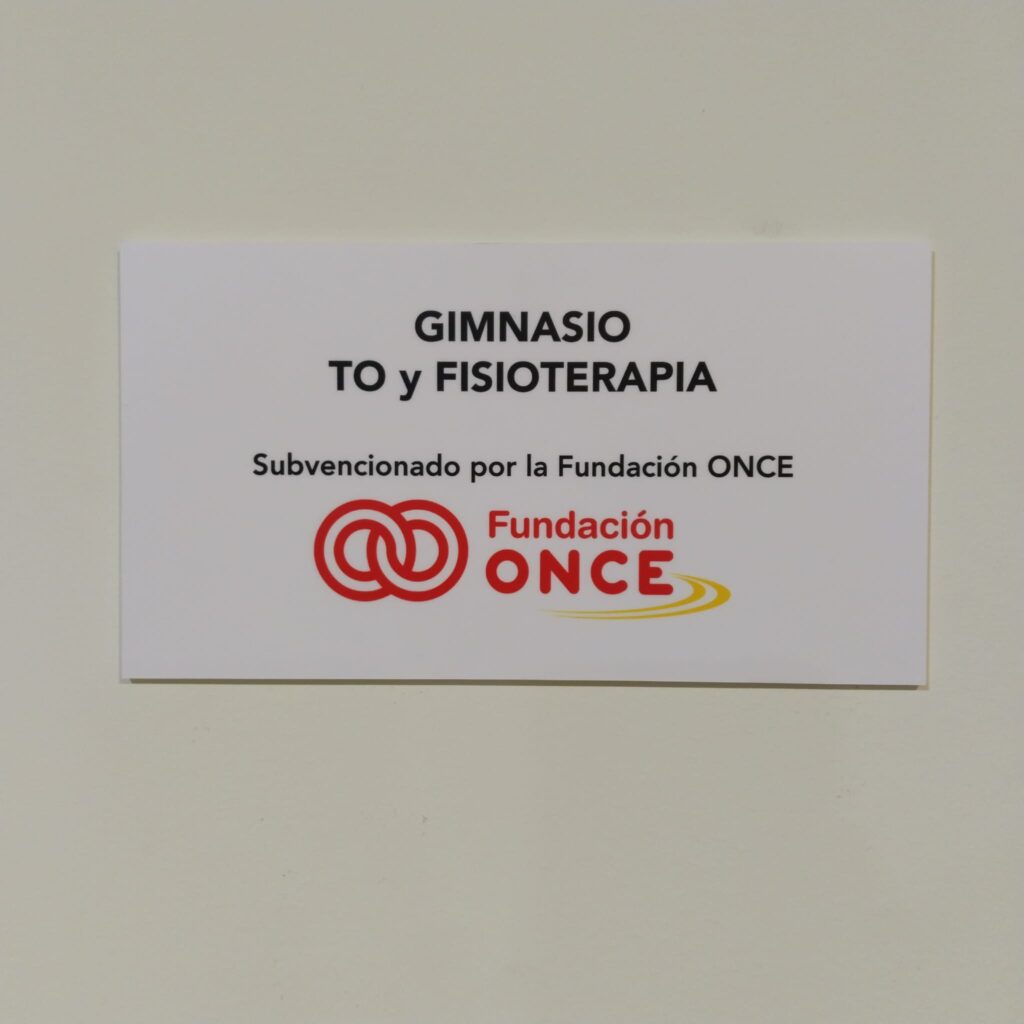 GIMNASIO
TO y FISIOTERAPIA
Subvencionado por la Fundación ONCE
Fundación
ONCE